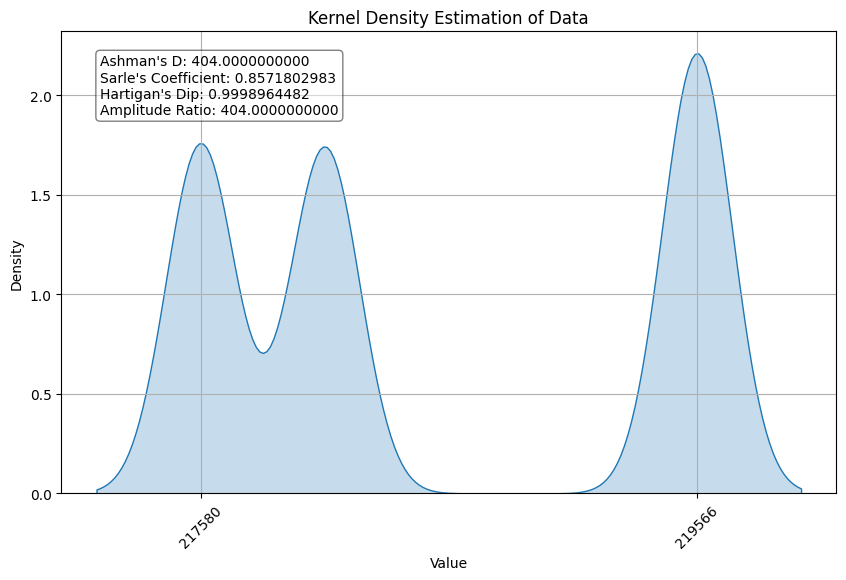 Kernel Density Estimation of Data
Ashman's D: 404.0000000000
Sarle's Coefficient: 0.8571802983
Hartigan's Dip: 0.9998964482
Amplitude Ratio: 404.0000000000
2.0
1.5
1.0
0.5
0.0
Density
217580
219566
Value